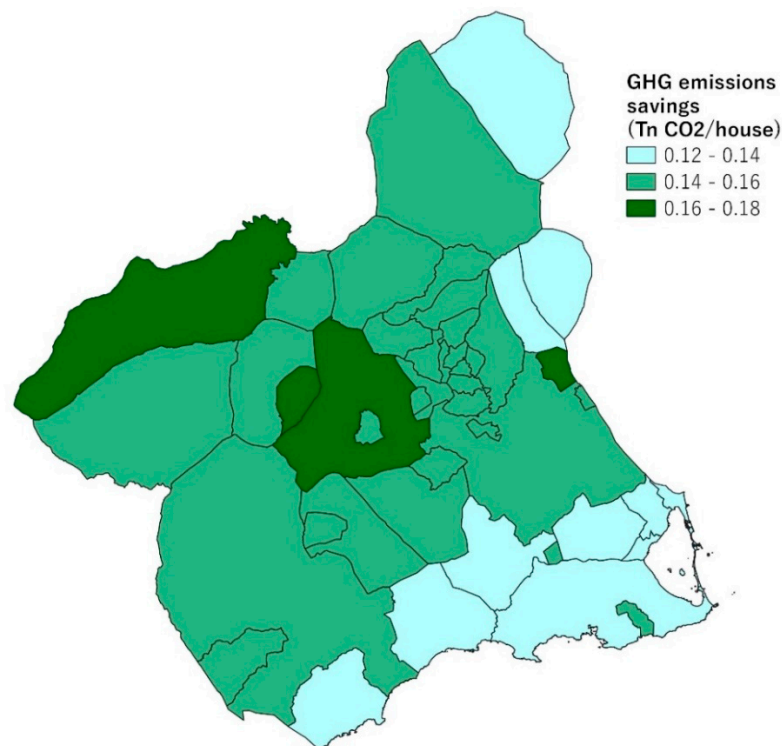 GHG emissions
savings
(Tn CO2/house)
0.12 - 0.14
0.14 - 0.16
0.16 - 0.18